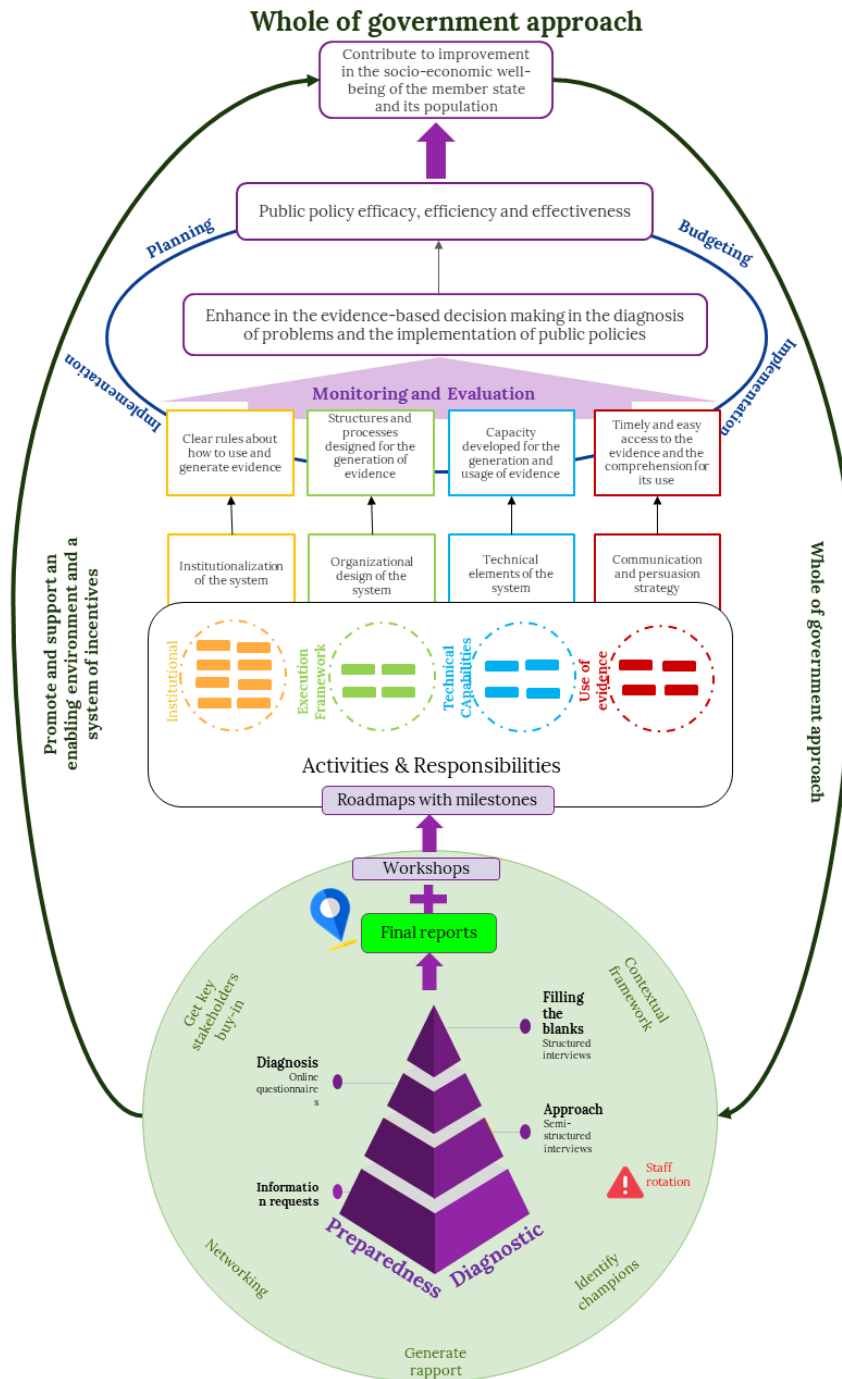 Whole of government approach
Contribute to improvement
in the socio-economic well-
being of the member state
and its population
Public policy efficacy, efficiency and effectiveness
Planning
Budgeting
Enhance in the evidence-based decision making in the diagnosis
of problems and the implementation of public policies
Implementation
Implementation
Monitoring and Evaluation
Clear rules about
how to use and
generate evidence
Structures and
processes
designed for the
generation of
evidence
Capacity
developed for the
generation and
usage of evidence
Timely and easy
access to the
evidence and the
comprehension for
its use
Institutionalization
of the system
Organizational
design of the
system
Technical
elements of the
system
Communication
and persuasion
strategy
Promote and support an
enabling environment and a
system of incentives
Whole of government
approach
Institutional
Execution
Framework
Technical
CApabilities
Use of
evidence
Activities & Responsibilities
Roadmaps with milestones
Workshops
Final reports
Get key
stakeholders
buy-in
Contextual
framework
Filling
the
blanks
Structured
interviews
Diagnosis
Online
questionnaire
s
Approach
Semi-
structured
interviews
Staff
rotation
Informatio
n requests
Preparedness
Diagnostic
Networking
Identify
champions
Generate
rapport